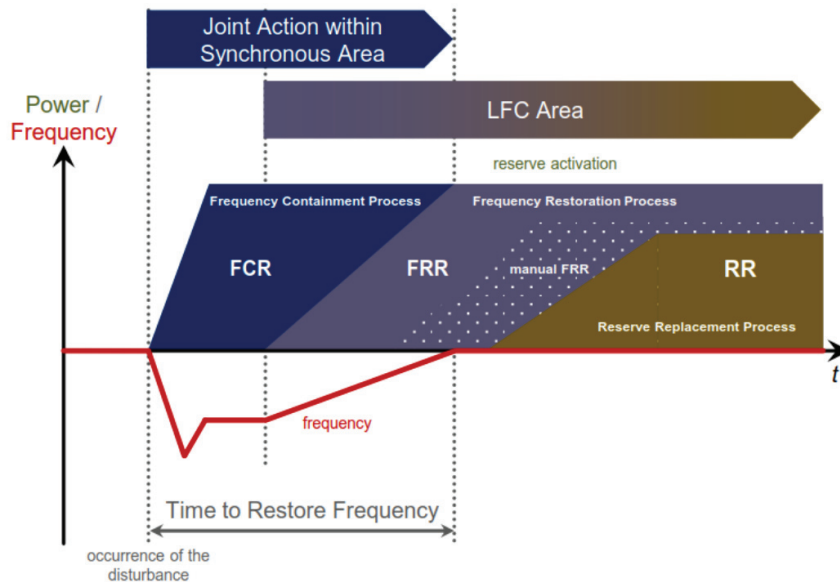 Joint Action within
Synchronous Area
LFC Area
Power /
Frequency
reserve activation
Frequency Containment Process
Frequency Restoration Process
FCR
FRR
manual FRR
RR
Reserve Replacement Process
t
frequency
Time to Restore Frequency
occurrence of the
disturbance